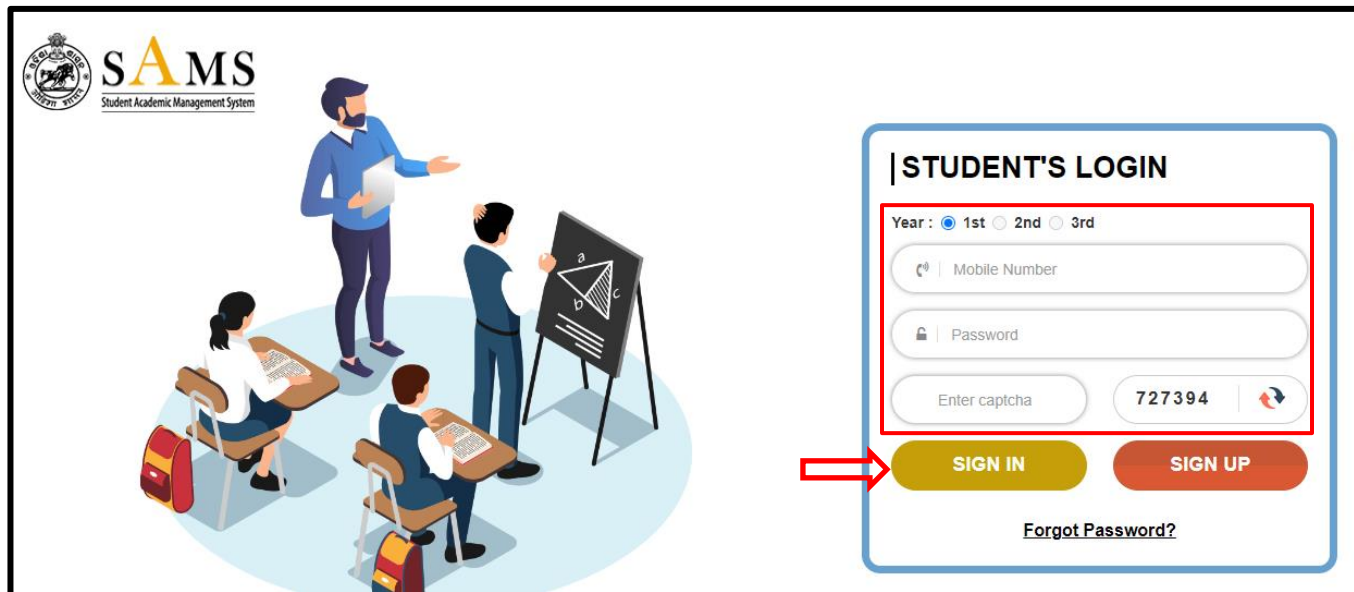 SAMS
Student Academic Management System
STUDENT'S LOGIN
Year : 1st 2nd 3rd
Mobile Number
Password
Enter captcha 727394
SIGN IN SIGN UP
Forgot Password?
a
b
c